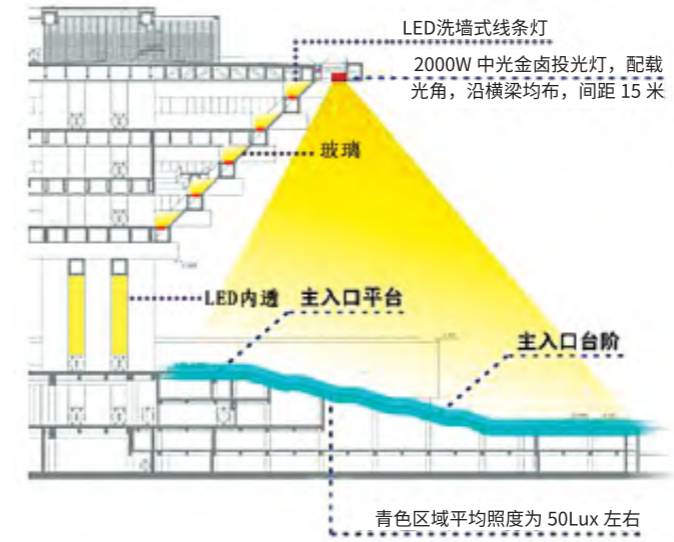 LED洗墙式线条灯
2000W 中光金卤投光灯，配载
光角，沿横梁均布，间距 15 米
玻璃
LED内透
主入口平台
主入口台阶
青色区域平均照度为 50Lux 左右